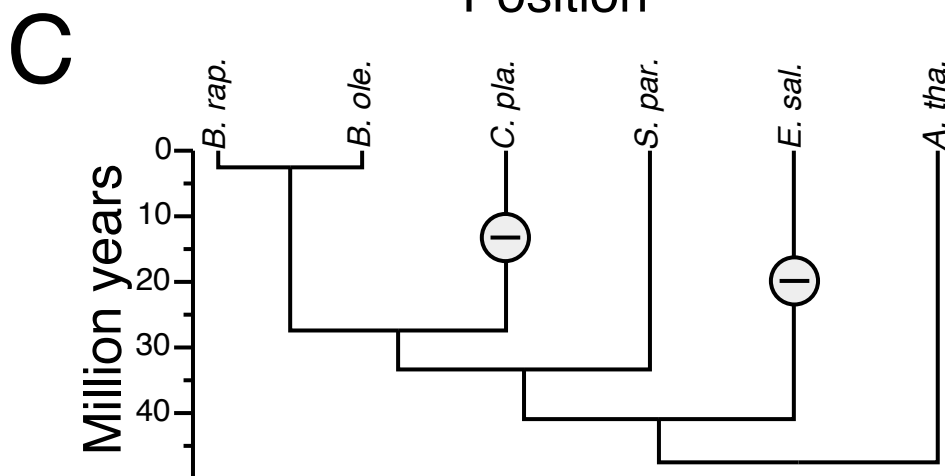 Position
C
B. rap.
B. ole.
C. pla.
S. par.
E. sal.
A. tha.
Million years
0
10
20
30
40